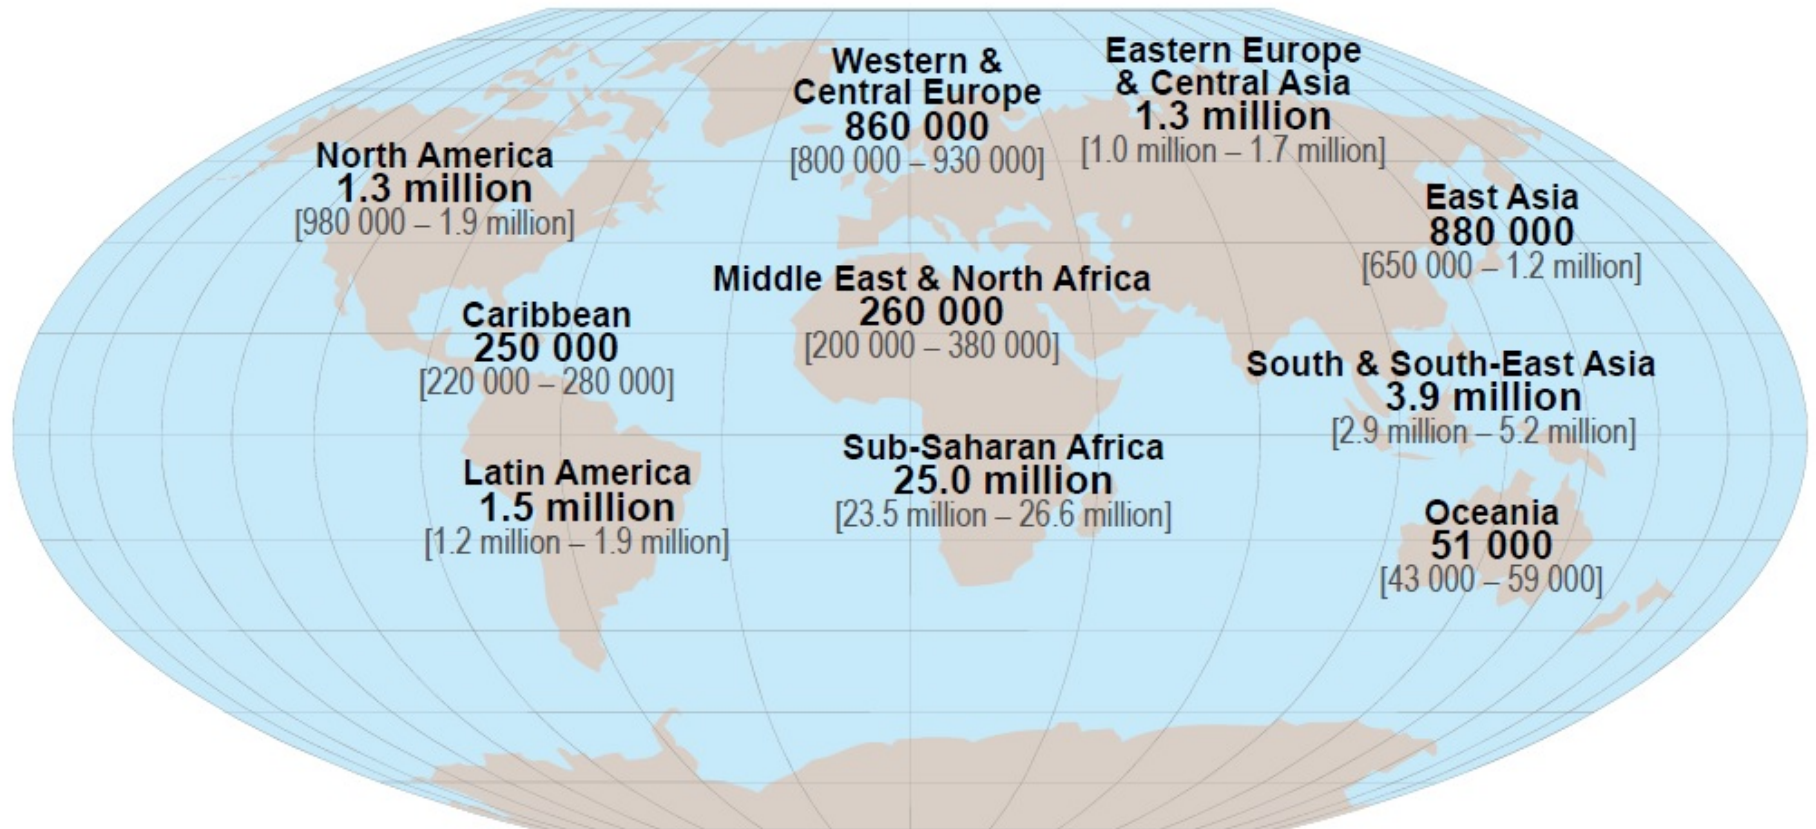 Western &
Central Europe
860 000
[800 000 – 930 000]
Eastern Europe
& Central Asia
1.3 million
[1.0 million – 1.7 million]
North America
1.3 million
[980 000 – 1.9 million]
East Asia
880 000
[650 000 – 1.2 million]
Middle East & North Africa
260 000
[200 000 – 380 000]
Caribbean
250 000
[220 000 – 280 000]
South & South-East Asia
3.9 million
[2.9 million – 5.2 million]
Sub-Saharan Africa
25.0 million
[23.5 million – 26.6 million]
Latin America
1.5 million
[1.2 million – 1.9 million]
Oceania
51 000
[43 000 – 59 000]